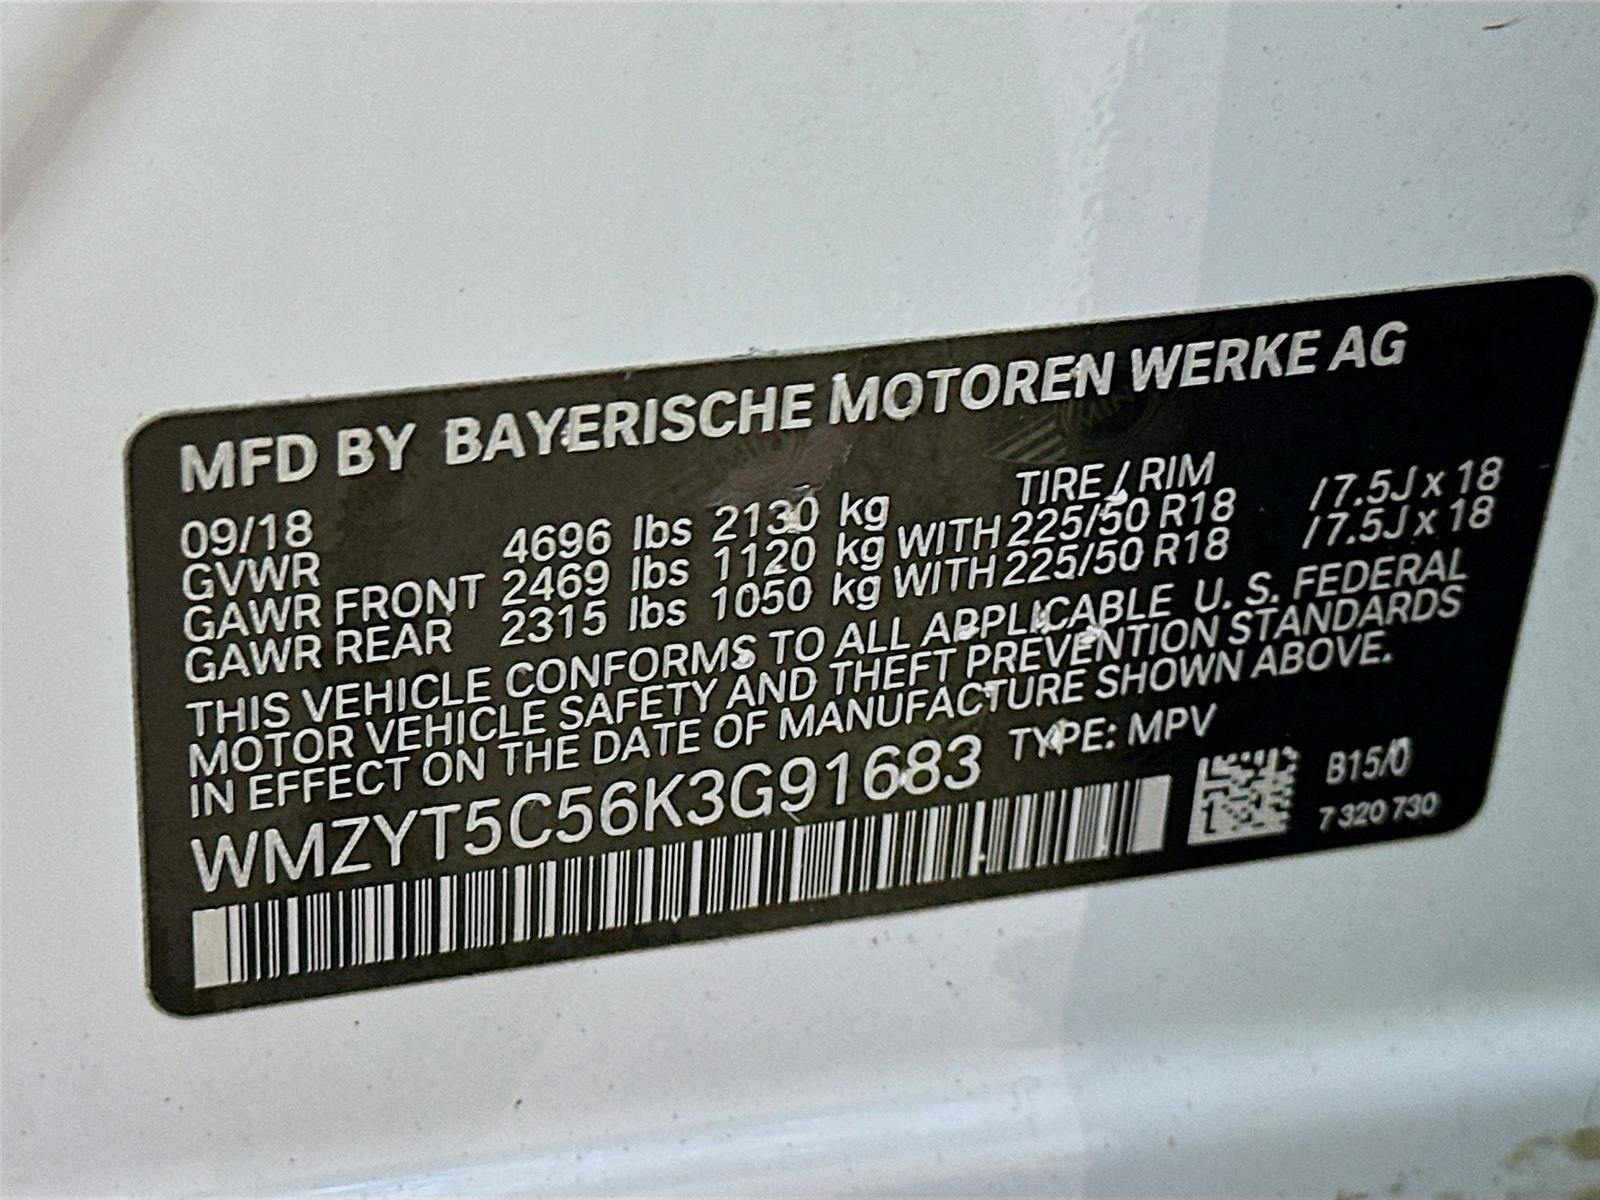 MFD BY BAYERISCHE MOTOREN WERKE AG
09/18 TIRE / RIM
GVWR 4696 lbs 2130 kg
GAWR FRONT 2469 lbs 1120 kg WITH 225/50 R18 /7.5J x 18
GAWR REAR 2315 lbs 1050 kg WITH 225/50 R18 /7.5J x 18
THIS VEHICLE CONFORMS TO ALL APPLICABLE U. S. FEDERAL
MOTOR VEHICLE SAFETY AND THEFT PREVENTION STANDARDS
IN EFFECT ON THE DATE OF MANUFACTURE SHOWN ABOVE.
WMZYT5C56K3G91683 TYPE: MPV
B15/0
7 320 730